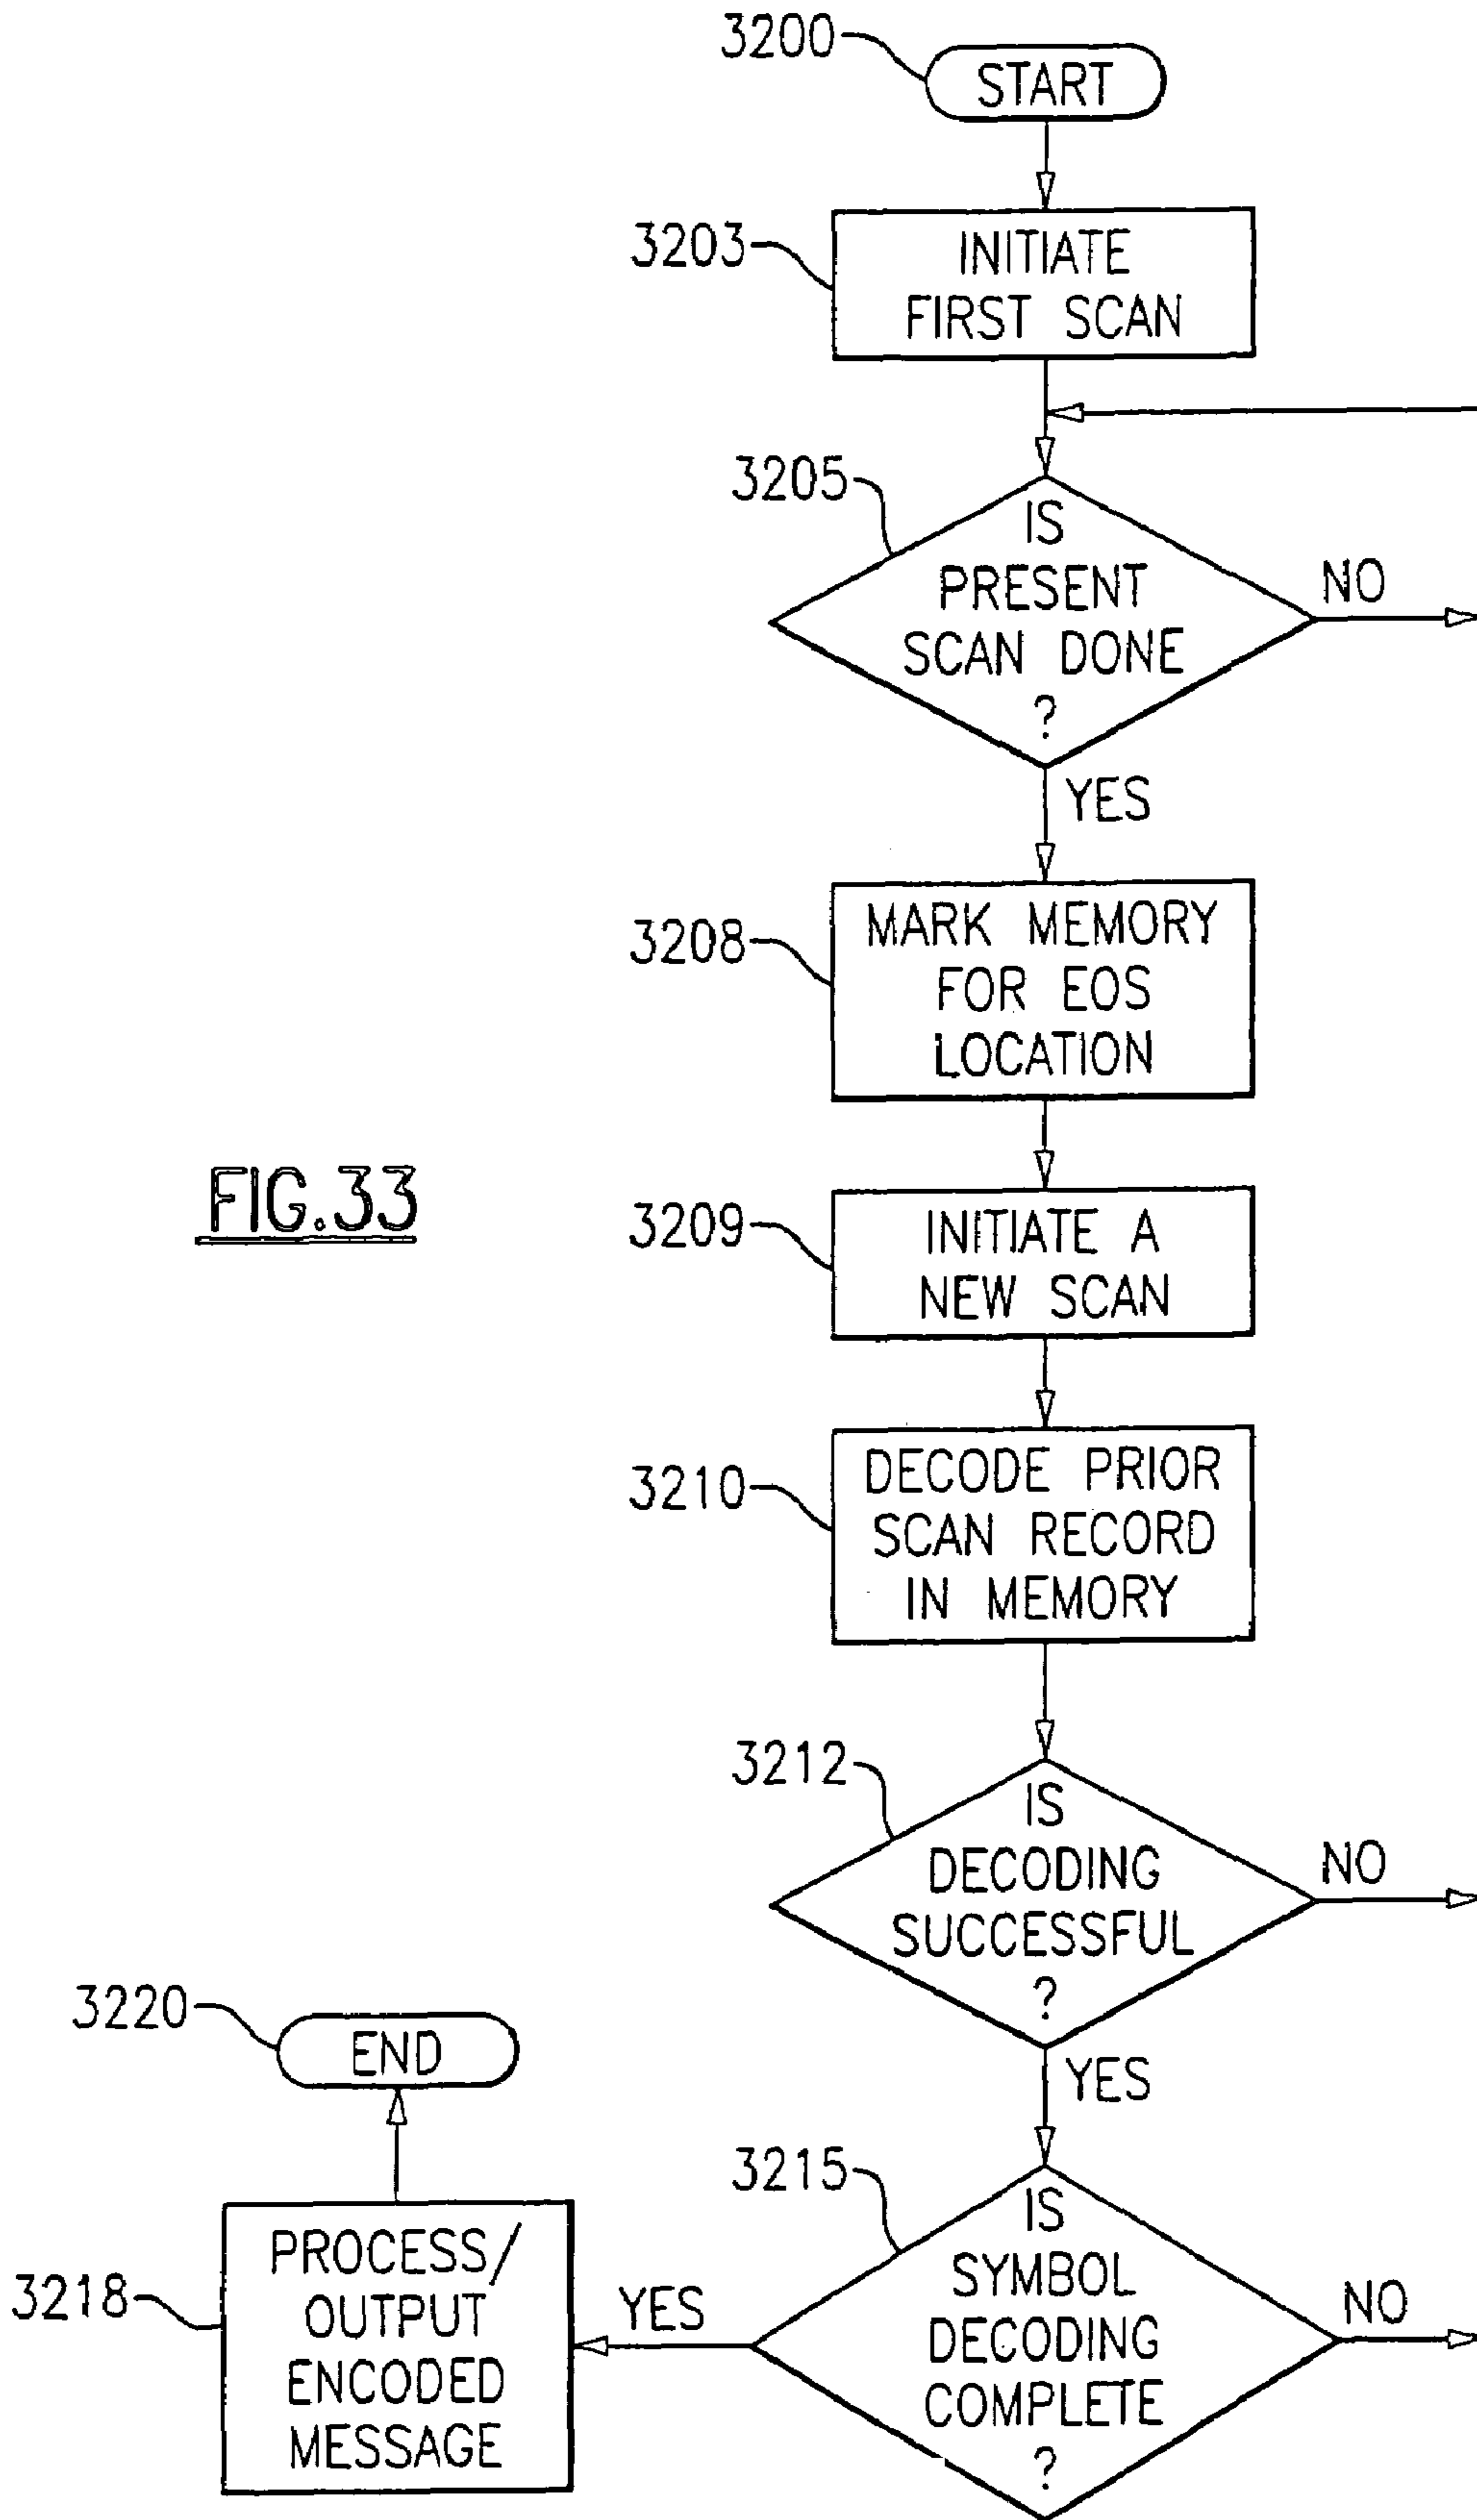 3200
START
3203
INITIATE
FIRST SCAN
3205
IS
PRESENT
SCAN DONE
?
NO
YES
3208
MARK MEMORY
FOR EOS
LOCATION
FIG.33
3209
INITIATE A
NEW SCAN
3210
DECODE PRIOR
SCAN RECORD
IN MEMORY
3212
IS
DECODING
SUCCESSFUL
?
NO
YES
3220
END
3215
IS
SYMBOL
DECODING
COMPLETE
?
NO
YES
3218
PROCESS/
OUTPUT
ENCODED
MESSAGE